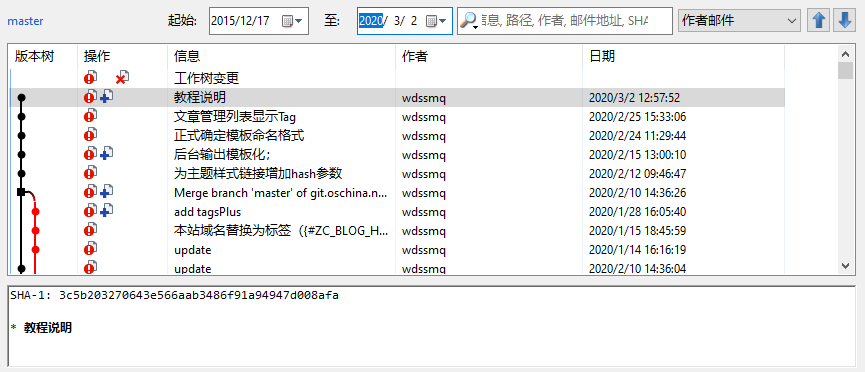 master 起始: 2015/12/17 至: 2020/ 3/ 2 信息, 路径, 作者, 邮件地址, SHA 作者邮件
版本树 操作 信息 作者 日期
工作树变更
教程说明 wdssmq 2020/3/2 12:57:52
文章管理列表显示Tag wdssmq 2020/2/25 15:33:06
正式确定模板命名格式 wdssmq 2020/2/24 11:29:44
后台输出模板化； wdssmq 2020/2/15 13:00:10
为主题样式链接增加hash参数 wdssmq 2020/2/12 09:46:47
Merge branch 'master' of git.oschina.n... wdssmq 2020/2/10 14:36:26
add tagsPlus wdssmq 2020/1/28 16:05:40
本站域名替换为标签（{#ZC_BLOG_H... wdssmq 2020/1/15 18:45:59
update wdssmq 2020/1/14 16:16:19
update wdssmq 2020/2/10 14:36:04
SHA-1: 3c5b203270643e566aab3486f91a94947d008afa
* 教程说明